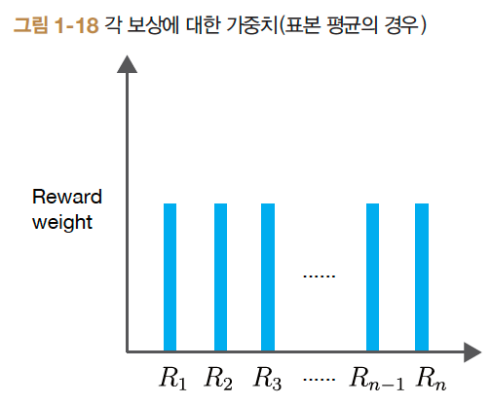 그림 1-18 각 보상에 대한 가중치(표본 평균의 경우)
Reward
weight
......
R₁ R₂ R₃ ...... Rₙ₋₁ Rₙ